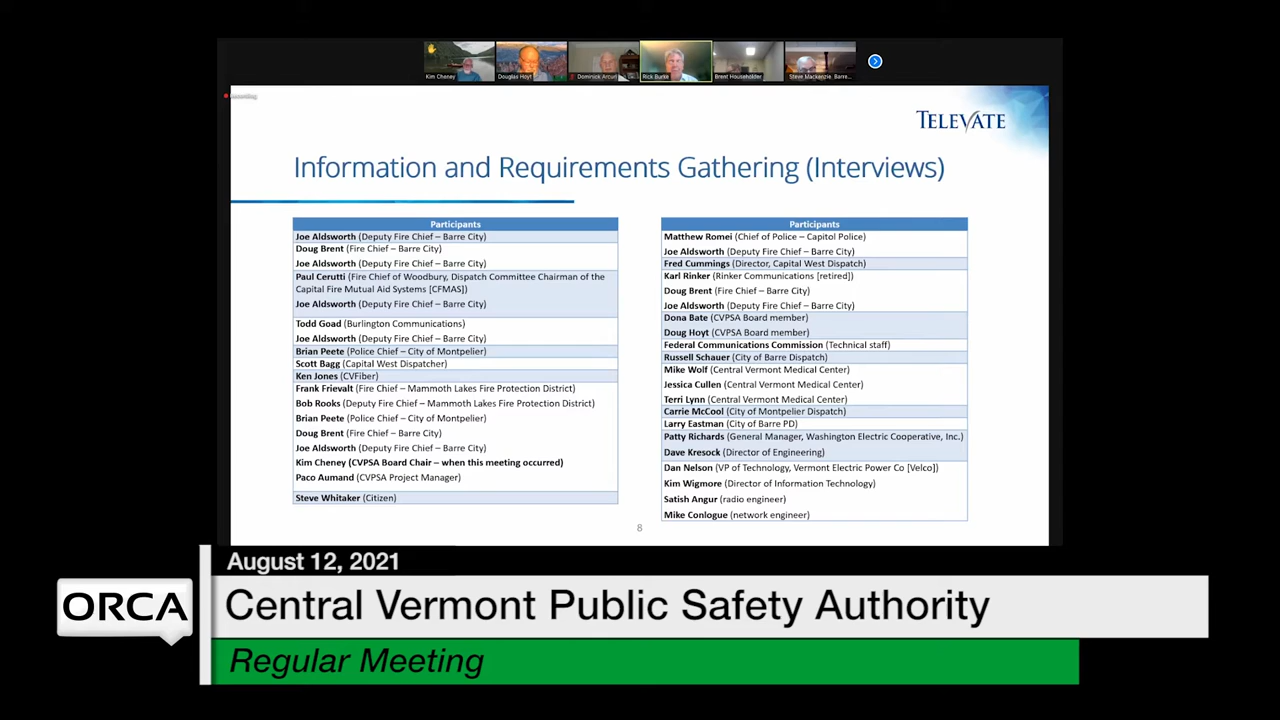 Kim Cheney
Douglas Hoyt
Dominick Arcuri
Rick Burke
Brent Householder
Steve Mackenzie. Barre...
TELEVATE
Information and Requirements Gathering (Interviews)
Participants
Joe Aldsworth (Deputy Fire Chief – Barre City)
Doug Brent (Fire Chief – Barre City)
Joe Aldsworth (Deputy Fire Chief – Barre City)
Paul Cerutti (Fire Chief of Woodbury, Dispatch Committee Chairman of the
Capital Fire Mutual Aid Systems [CFMAS])
Joe Aldsworth (Deputy Fire Chief – Barre City)
Todd Goad (Burlington Communications)
Joe Aldsworth (Deputy Fire Chief – Barre City)
Brian Peete (Police Chief – City of Montpelier)
Scott Bagg (Capital West Dispatcher)
Ken Jones (CVFiber)
Frank Frievalt (Fire Chief – Mammoth Lakes Fire Protection District)
Bob Rooks (Deputy Fire Chief – Mammoth Lakes Fire Protection District)
Brian Peete (Police Chief – City of Montpelier)
Doug Brent (Fire Chief – Barre City)
Joe Aldsworth (Deputy Fire Chief – Barre City)
Kim Cheney (CVPSA Board Chair – when this meeting occurred)
Paco Aumand (CVPSA Project Manager)
Steve Whitaker (Citizen)
Participants
Matthew Romei (Chief of Police – Capitol Police)
Joe Aldsworth (Deputy Fire Chief – Barre City)
Fred Cummings (Director, Capital West Dispatch)
Karl Rinker (Rinker Communications [retired])
Doug Brent (Fire Chief – Barre City)
Joe Aldsworth (Deputy Fire Chief – Barre City)
Dona Bate (CVPSA Board member)
Doug Hoyt (CVPSA Board member)
Federal Communications Commission (Technical staff)
Russell Schauer (City of Barre Dispatch)
Mike Wolf (Central Vermont Medical Center)
Jessica Cullen (Central Vermont Medical Center)
Terri Lynn (Central Vermont Medical Center)
Carrie McCool (City of Montpelier Dispatch)
Larry Eastman (City of Barre PD)
Patty Richards (General Manager, Washington Electric Cooperative, Inc.)
Dave Kresock (Director of Engineering)
Dan Nelson (VP of Technology, Vermont Electric Power Co [Velco])
Kim Wigmore (Director of Information Technology)
Satish Angur (radio engineer)
Mike Conlogue (network engineer)
8
August 12, 2021
ORCA
Central Vermont Public Safety Authority
Regular Meeting